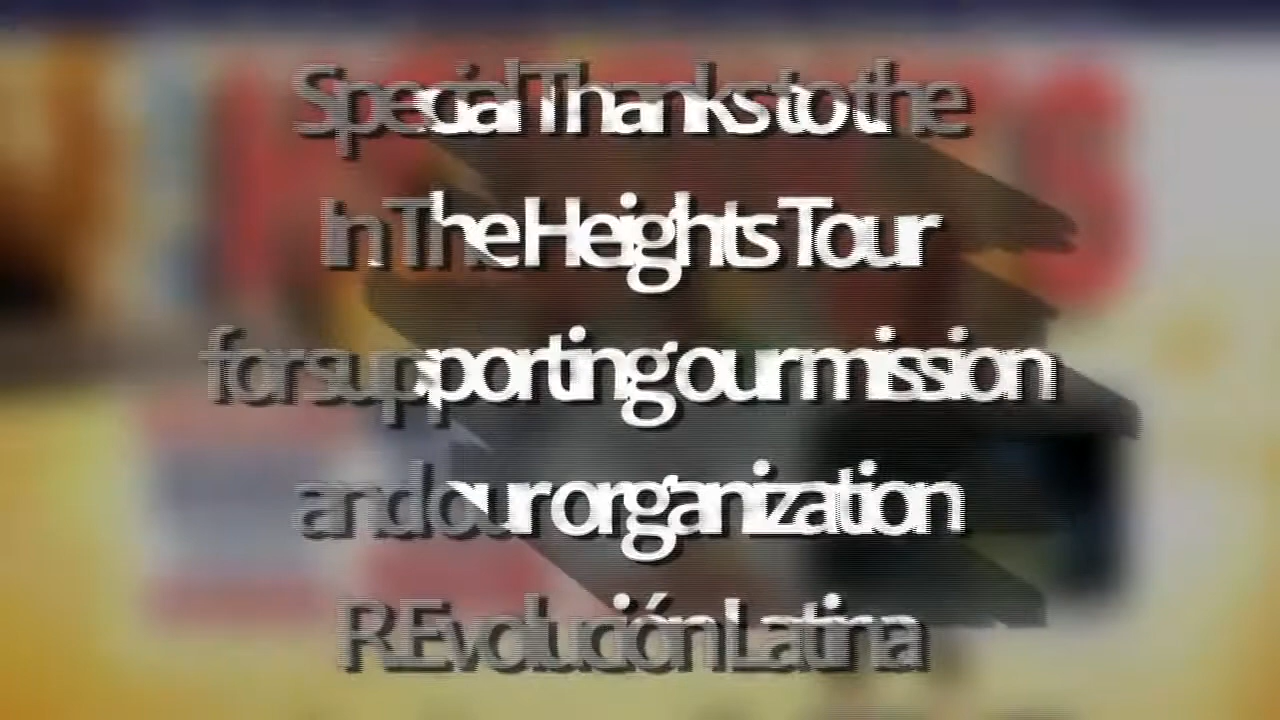 Special Thanks to the
In The Heights Tour
for supporting our mission
and our organization
REvolución Latina